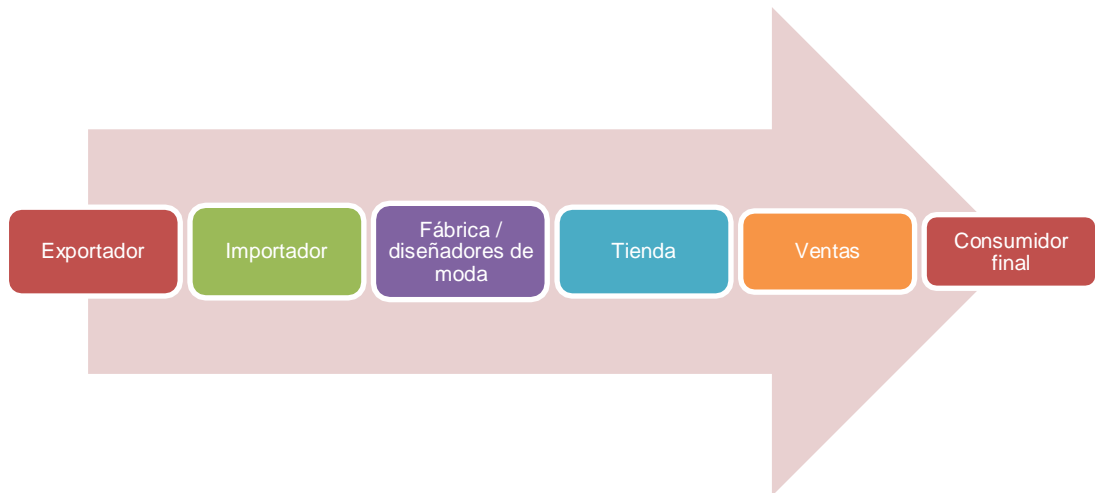 Exportador
Importador
Fábrica /
diseñadores de
moda
Tienda
Ventas
Consumidor
final